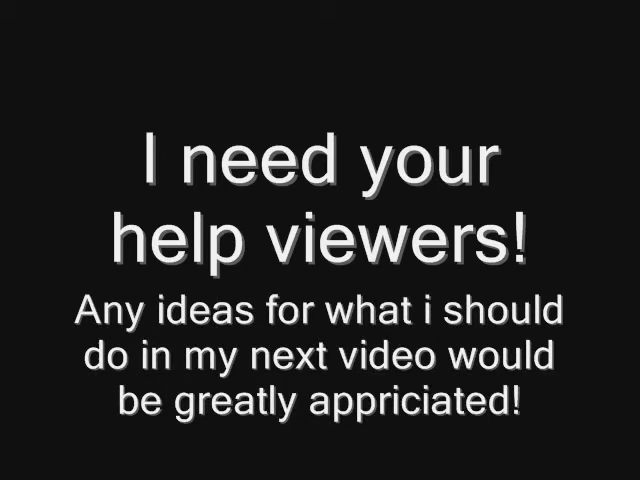 I need your
help viewers!
Any ideas for what i should
do in my next video would
be greatly appriciated!